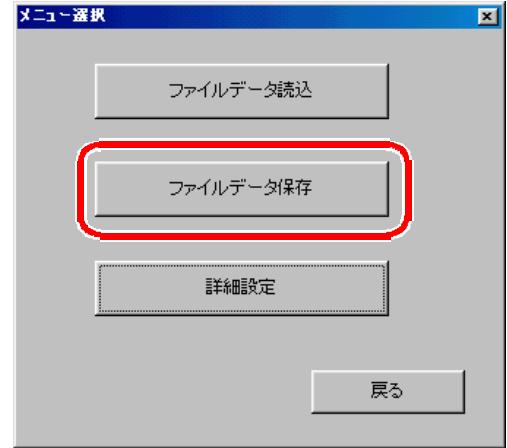 メニュー選択
ファイルデータ読込
ファイルデータ保存
詳細設定
戻る